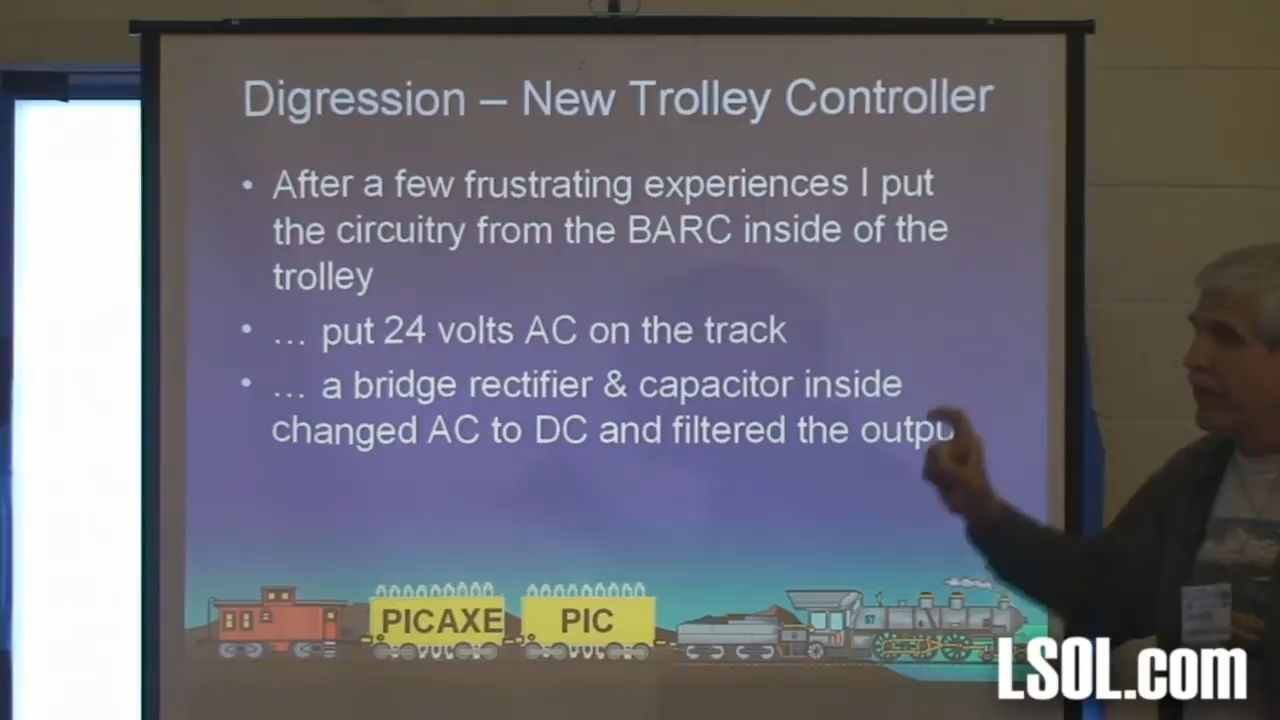 Digression – New Trolley Controller
• After a few frustrating experiences I put
the circuitry from the BARC inside of the
trolley
• … put 24 volts AC on the track
• … a bridge rectifier & capacitor inside
changed AC to DC and filtered the outpu
PICAXE PIC
57
LSOL.com